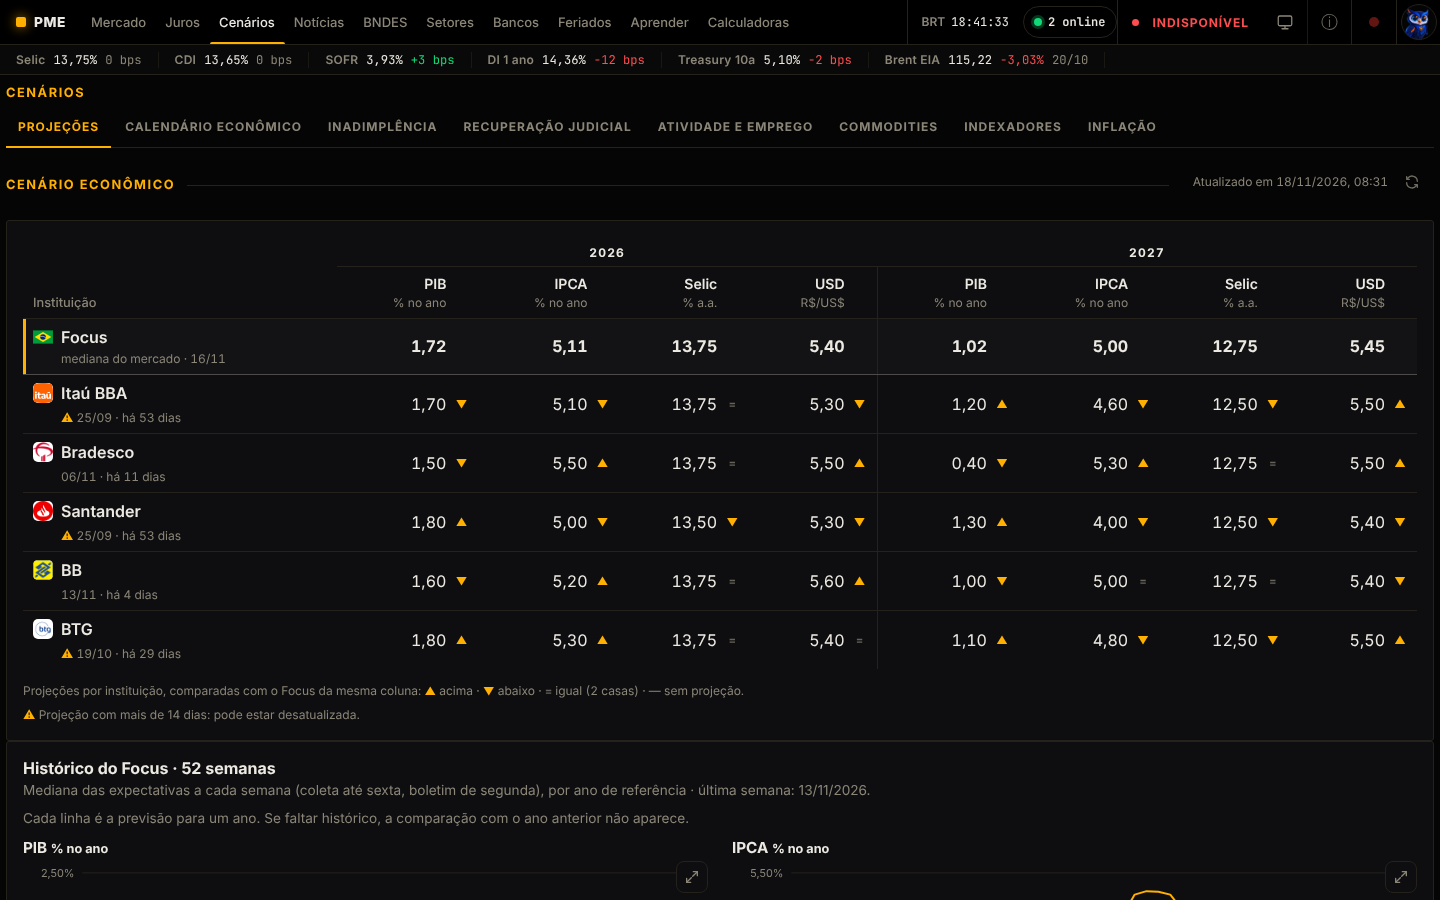 PME Mercado Juros Cenários Notícias BNDES Setores Bancos Feriados Aprender Calculadoras BRT 18:41:33 2 online INDISPONÍVEL
Selic 13,75% 0 bps CDI 13,65% 0 bps SOFR 3,93% +3 bps DI 1 ano 14,36% -12 bps Treasury 10a 5,10% -2 bps Brent EIA 115,22 -3,03% 20/10
CENÁRIOS
PROJEÇÕES CALENDÁRIO ECONÔMICO INADIMPLÊNCIA RECUPERAÇÃO JUDICIAL ATIVIDADE E EMPREGO COMMODITIES INDEXADORES INFLAÇÃO
CENÁRIO ECONÔMICO Atualizado em 18/11/2026, 08:31
2026 2027
PIB IPCA Selic USD PIB IPCA Selic USD
Instituição % no ano % no ano % a.a. R$/US$ % no ano % no ano % a.a. R$/US$
Focus 1,72 5,11 13,75 5,40 1,02 5,00 12,75 5,45
mediana do mercado · 16/11
itaú Itaú BBA
1,70 ▼ 5,10 ▼ 13,75 = 5,30 ▼ 1,20 ▲ 4,60 ▼ 12,50 ▼ 5,50 ▲
⚠ 25/09 · há 53 dias
Bradesco
1,50 ▼ 5,50 ▲ 13,75 = 5,50 ▲ 0,40 ▼ 5,30 ▲ 12,75 = 5,50 ▲
06/11 · há 11 dias
Santander
1,80 ▲ 5,00 ▼ 13,50 ▼ 5,30 ▼ 1,30 ▲ 4,00 ▼ 12,50 ▼ 5,40 ▼
⚠ 25/09 · há 53 dias
BB
1,60 ▼ 5,20 ▲ 13,75 = 5,60 ▲ 1,00 ▼ 5,00 = 12,75 = 5,40 ▼
13/11 · há 4 dias
btg BTG
1,80 ▲ 5,30 ▲ 13,75 = 5,40 = 1,10 ▲ 4,80 ▼ 12,50 ▼ 5,50 ▲
⚠ 19/10 · há 29 dias
Projeções por instituição, comparadas com o Focus da mesma coluna: ▲ acima · ▼ abaixo · = igual (2 casas) · — sem projeção.
⚠ Projeção com mais de 14 dias: pode estar desatualizada.
Histórico do Focus · 52 semanas
Mediana das expectativas a cada semana (coleta até sexta, boletim de segunda), por ano de referência · última semana: 13/11/2026.
Cada linha é a previsão para um ano. Se faltar histórico, a comparação com o ano anterior não aparece.
PIB % no ano IPCA % no ano
2,50% 5,50%